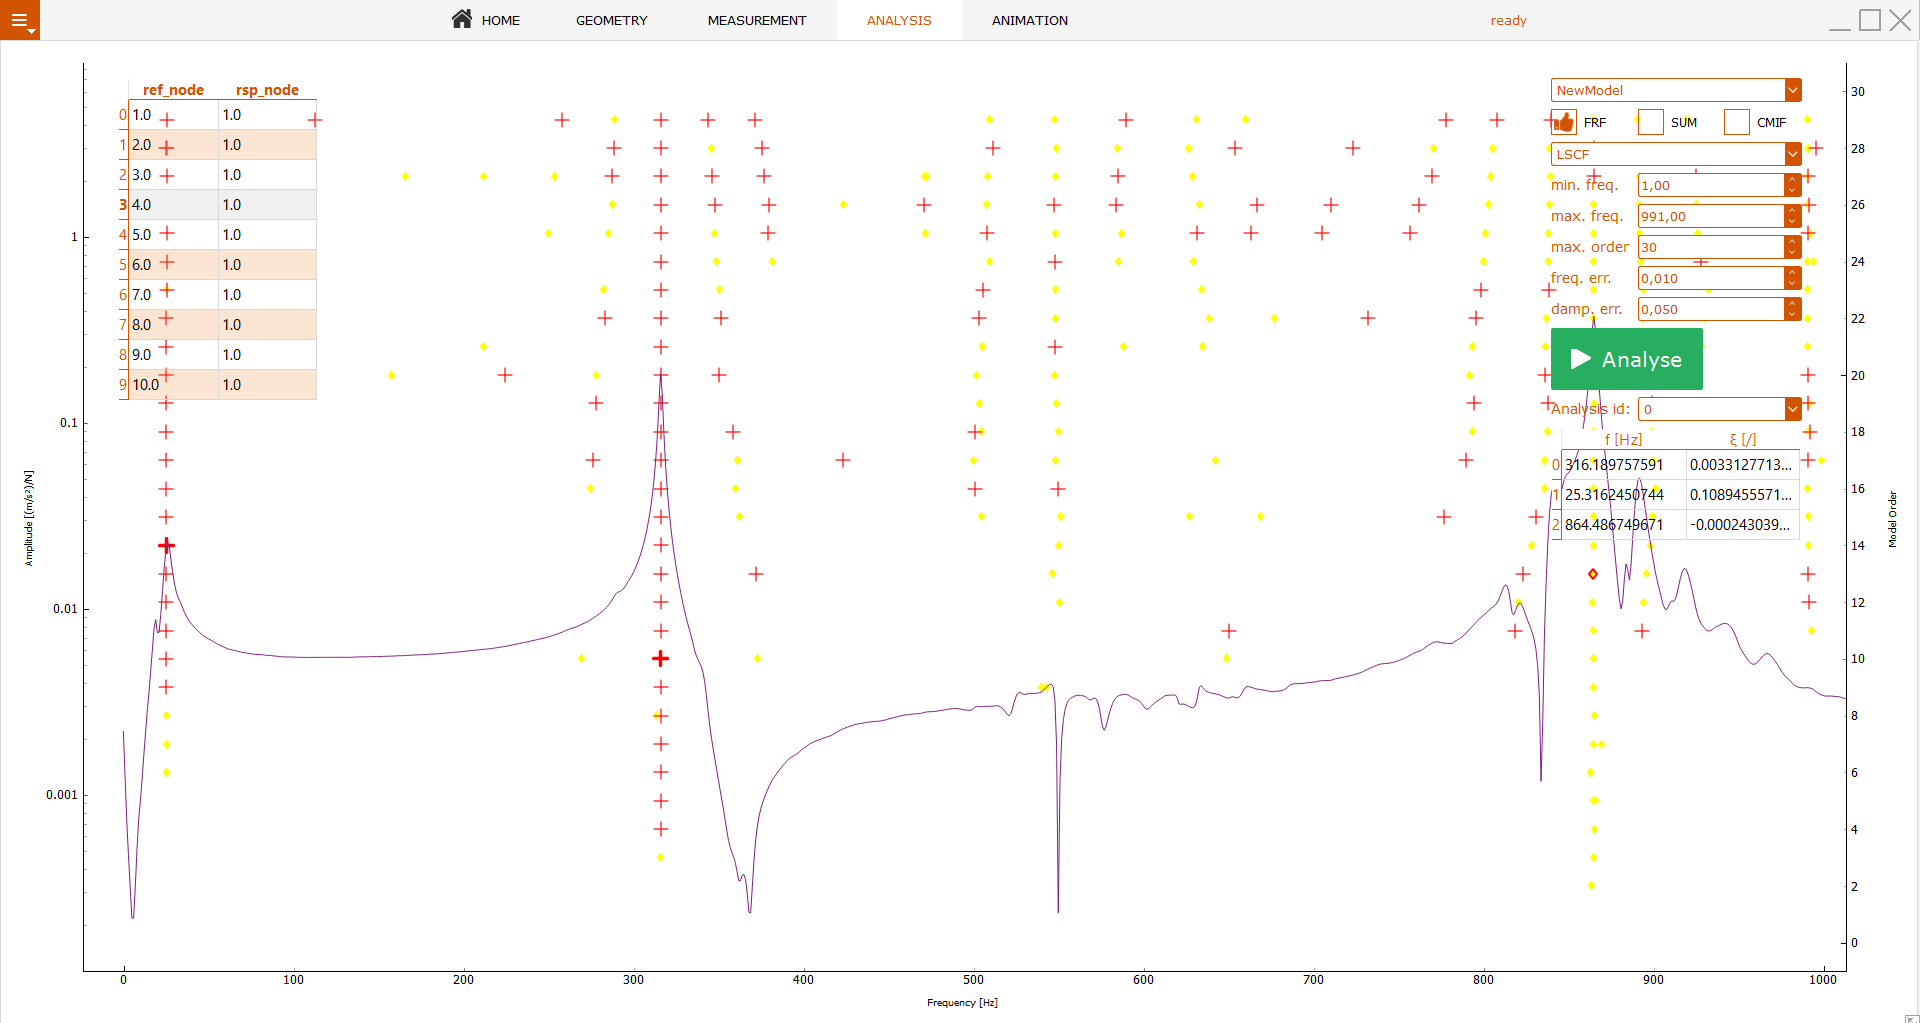 HOME GEOMETRY MEASUREMENT ANALYSIS ANIMATION ready
ref_node rsp_node
0 1.0 1.0
1 2.0 1.0
2 3.0 1.0
3 4.0 1.0
4 5.0 1.0
5 6.0 1.0
6 7.0 1.0
7 8.0 1.0
8 9.0 1.0
9 10.0 1.0
NewModel
FRF SUM CMIF
LSCF
min. freq. 1,00
max. freq. 991,00
max. order 30
freq. err. 0,010
damp. err. 0,050
Analyse
Analysis id: 0
f [Hz] ξ [/]
0 316.189757591 0.0033127713...
1 25.3162450744 0.1089455571...
2 864.486749671 -0.000243039...
1
0.1
0.01
0.001
Amplitude [(m/s²)/N]
30
28
26
24
22
20
18
16
14
12
10
8
6
4
2
0
Model Order
0 100 200 300 400 500 600 700 800 900 1000
Frequency [Hz]